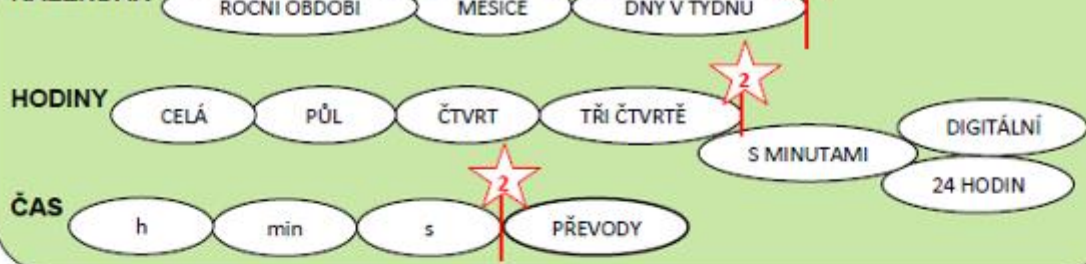 ROČNÍ OBDOBÍ MĚSÍCE DNY V TÝDNU
HODINY CELÁ PŮL ČTVRT TŘI ČTVRTĚ 2
S MINUTAMI DIGITÁLNÍ
24 HODIN
ČAS h min s 2 PŘEVODY